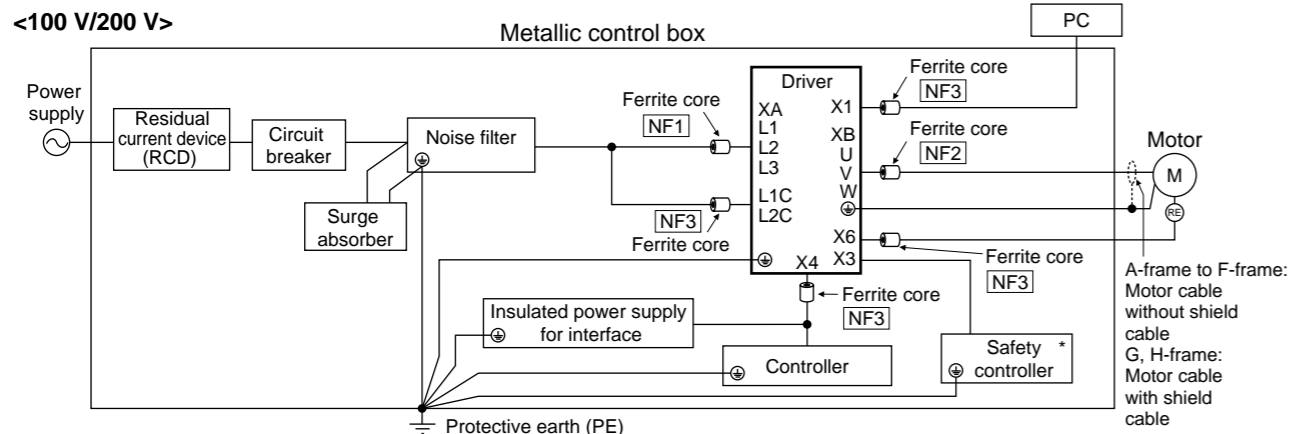 <100 V/200 V>
Metallic control box
PC
Power
supply
Residual
current device
(RCD)
Circuit
breaker
Noise filter
Surge
absorber
Ferrite core
NF1
NF3
Ferrite core
Driver
XA
L1
L2
L3
L1C
L2C
X1
XB
U
V
W
X6
X3
X4
Ferrite core
NF3
Ferrite core
NF2
Motor
M
RE
Ferrite core
NF3
Ferrite core
NF3
Insulated power supply
for interface
Controller
Safety *
controller
A-frame to F-frame:
Motor cable
without shield
cable
G, H-frame:
Motor cable
with shield
cable
Protective earth (PE)